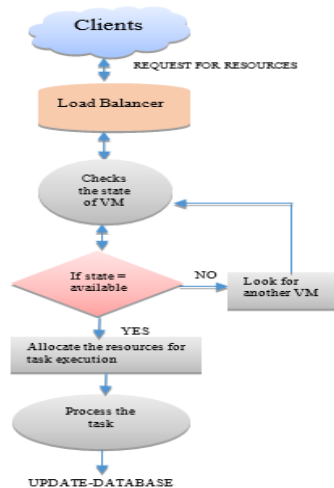 Clients
REQUEST FOR RESOURCES
Load Balancer
Checks
the state
of VM
If state =
available
NO
Look for
another VM
YES
Allocate the resources for
task execution
Process the
task
UPDATE-DATABASE